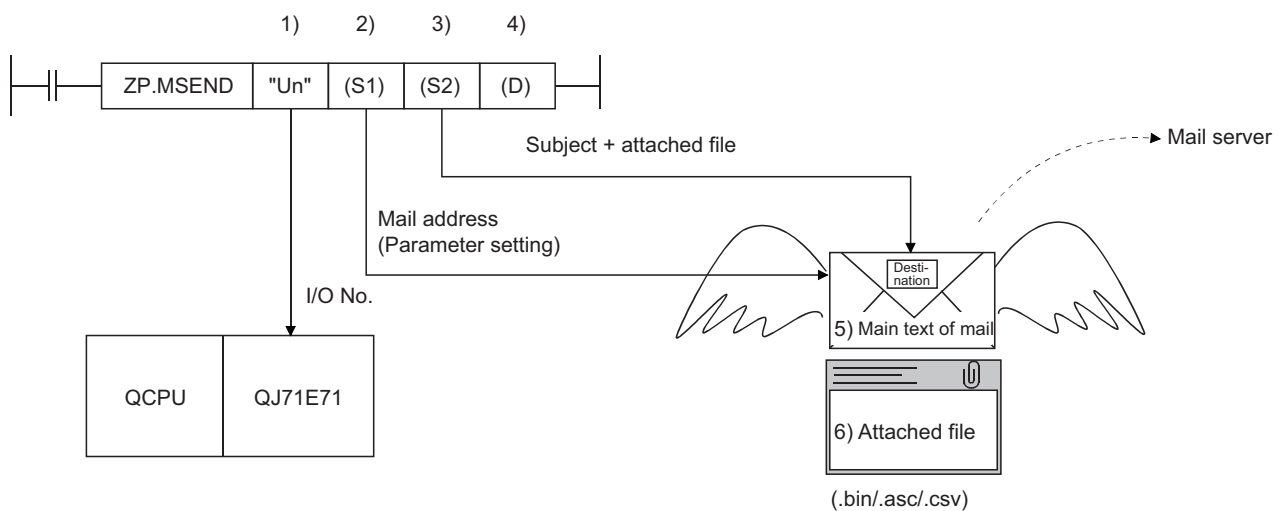 1) 2) 3) 4)
ZP.MSEND "Un" (S1) (S2) (D)
Subject + attached file
Mail server
Mail address
(Parameter setting)
Desti-
nation
I/O No.
5) Main text of mail
QCPU QJ71E71
6) Attached file
(.bin/.asc/.csv)